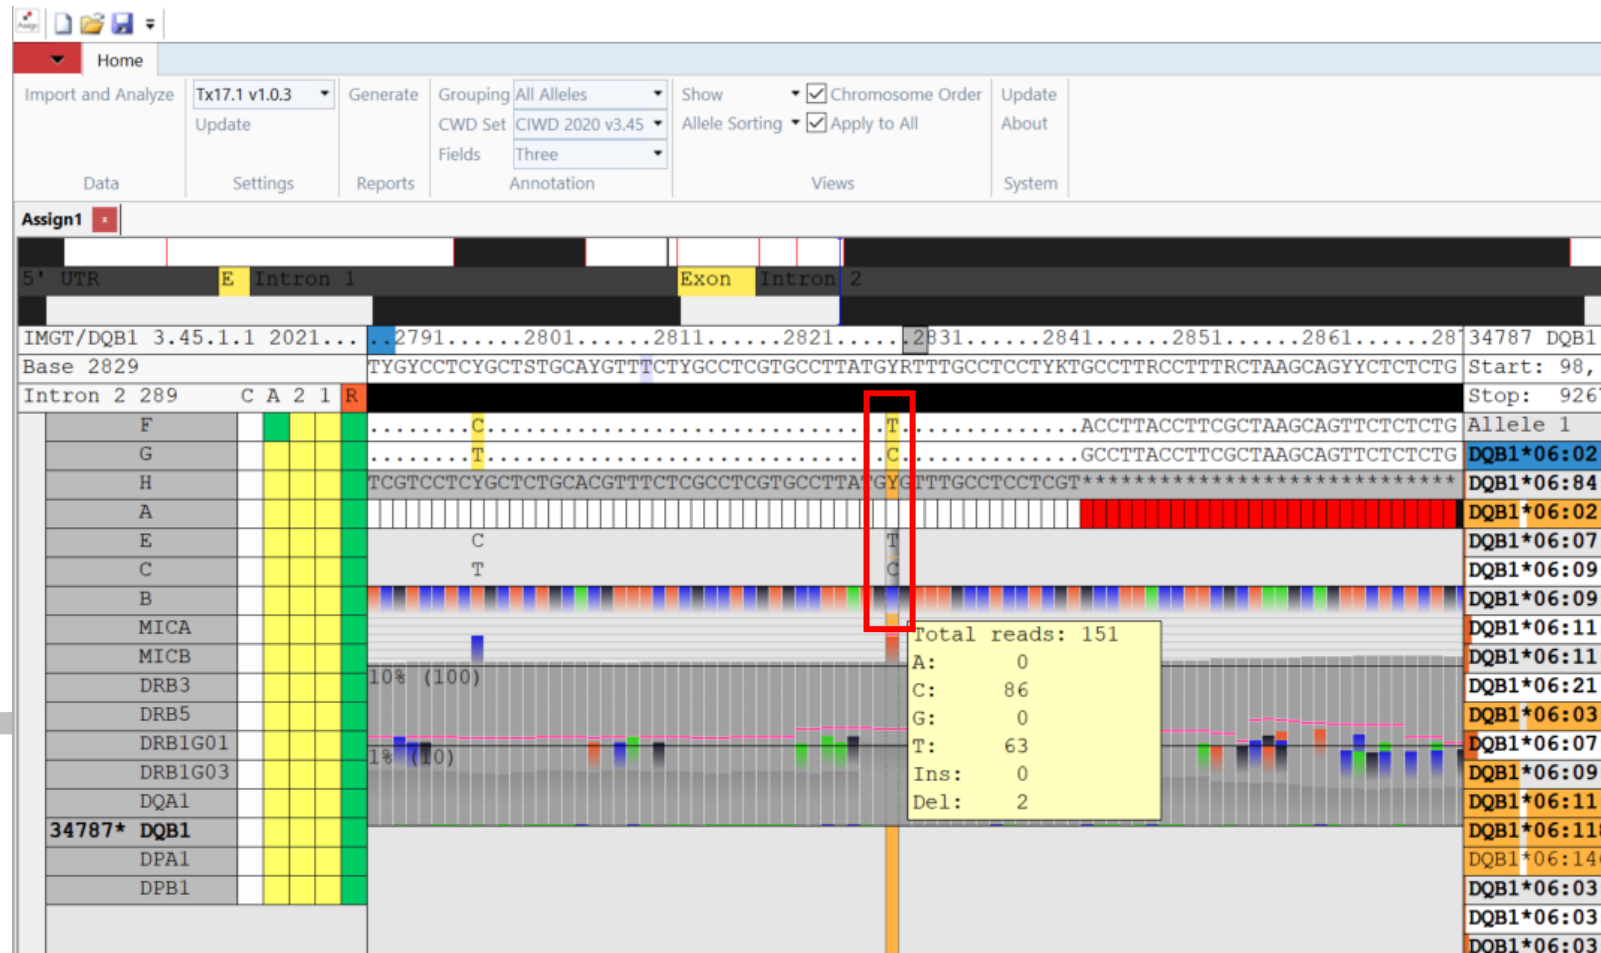 Assign
Home
Import and Analyze
Tx17.1 v1.0.3
Generate
Grouping All Alleles
Show
Chromosome Order
Update
Update
CWD Set CIWD 2020 v3.45
Allele Sorting
Apply to All
About
Fields Three
Data
Settings
Reports
Annotation
Views
System
Assign1 x
5' UTR E Intron 1 Exon Intron 2
IMGT/DQB1 3.45.1.1 2021... ..2791......2801......2811......2821......2831......2841......2851......2861......287 34787 DQB1
Base 2829 TYGYCCTCYGCTSTGCAYGTTTCTYGCCTCGTGCCTTATGYRTTTGCCTCCTYKTGCCTTRCCTTTRCTAAGCAGYYCTCTCTG Start: 98,
Intron 2 289 C A 2 1 R Stop: 926
F ........C...............................T..............ACCTTACCTTCGCTAAGCAGTTCTCTCTG Allele 1
G ........T...............................C..............GCCTTACCTTCGCTAAGCAGTTCTCTCTG DQB1*06:02
H TCGTCCTCYGCTCTGCACGTTTCTCGCCTCGTGCCTTATGYGTTTGCCTCCTCGT***************************** DQB1*06:84
A DQB1*06:02
E C T DQB1*06:07
C T C DQB1*06:09
B DQB1*06:09
MICA DQB1*06:11
MICB DQB1*06:11
DRB3 10% (100) DQB1*06:21
DRB5 DQB1*06:03
DRB1G01 1% (10) DQB1*06:07
DRB1G03 DQB1*06:09
DQA1 DQB1*06:11
34787* DQB1 DQB1*06:118
DPA1 DQB1*06:14
DPB1 DQB1*06:03
DQB1*06:03
DQB1*06:03
Total reads: 151
A: 0
C: 86
G: 0
T: 63
Ins: 0
Del: 2